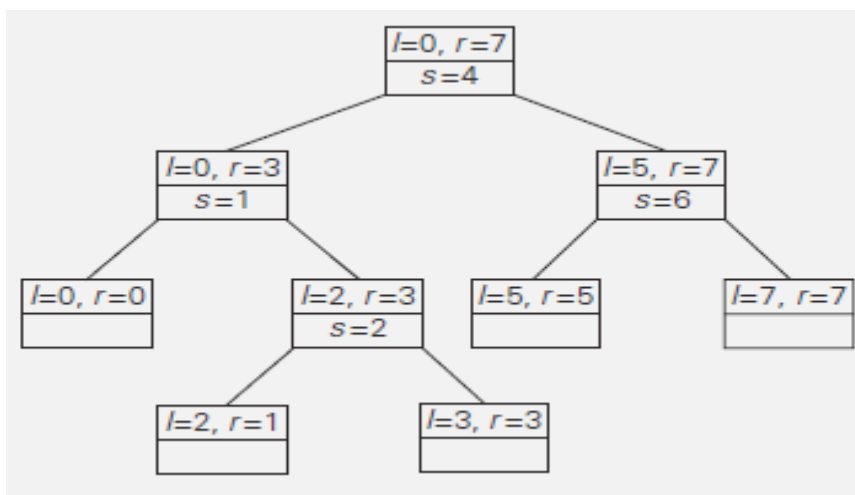 l=0, r=7
s=4
l=0, r=3
s=1
l=5, r=7
s=6
l=0, r=0
l=2, r=3
s=2
l=5, r=5
l=7, r=7
l=2, r=1
l=3, r=3